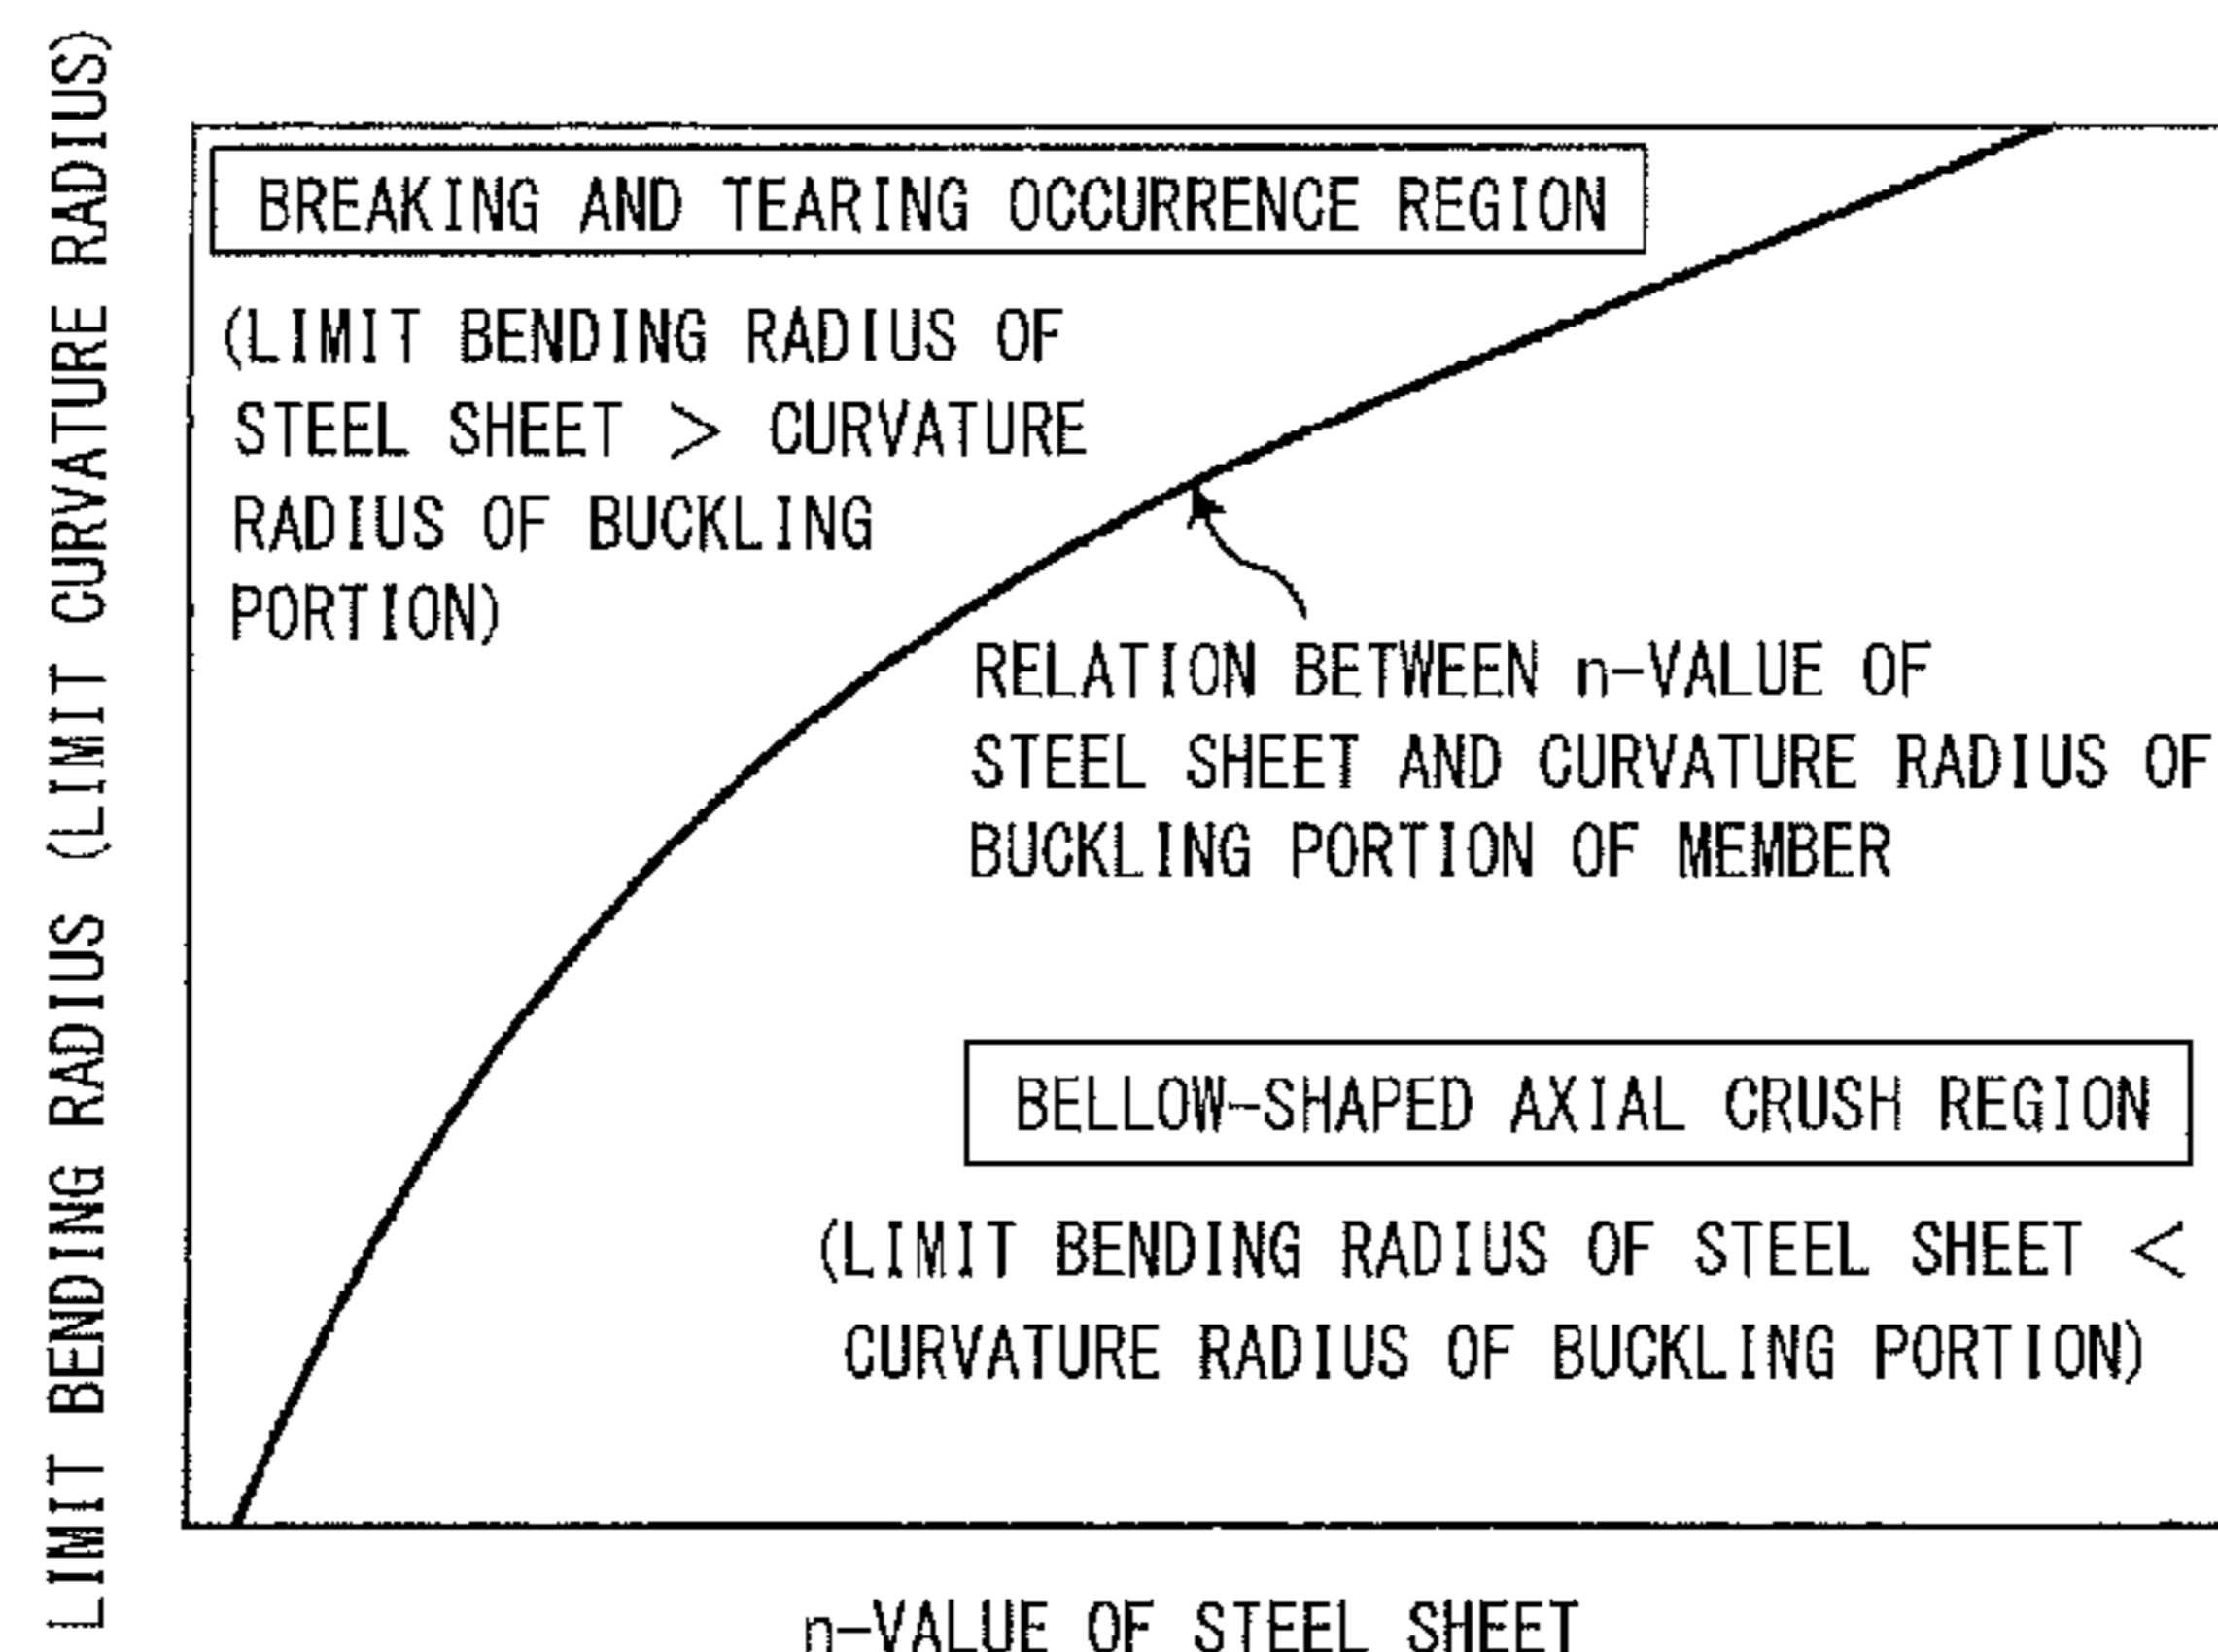 LIMIT BENDING RADIUS (LIMIT CURVATURE RADIUS)
BREAKING AND TEARING OCCURRENCE REGION
(LIMIT BENDING RADIUS OF
STEEL SHEET > CURVATURE
RADIUS OF BUCKLING
PORTION)
RELATION BETWEEN n-VALUE OF
STEEL SHEET AND CURVATURE RADIUS OF
BUCKLING PORTION OF MEMBER
BELLOW-SHAPED AXIAL CRUSH REGION
(LIMIT BENDING RADIUS OF STEEL SHEET <
CURVATURE RADIUS OF BUCKLING PORTION)
n-VALUE OF STEEL SHEET